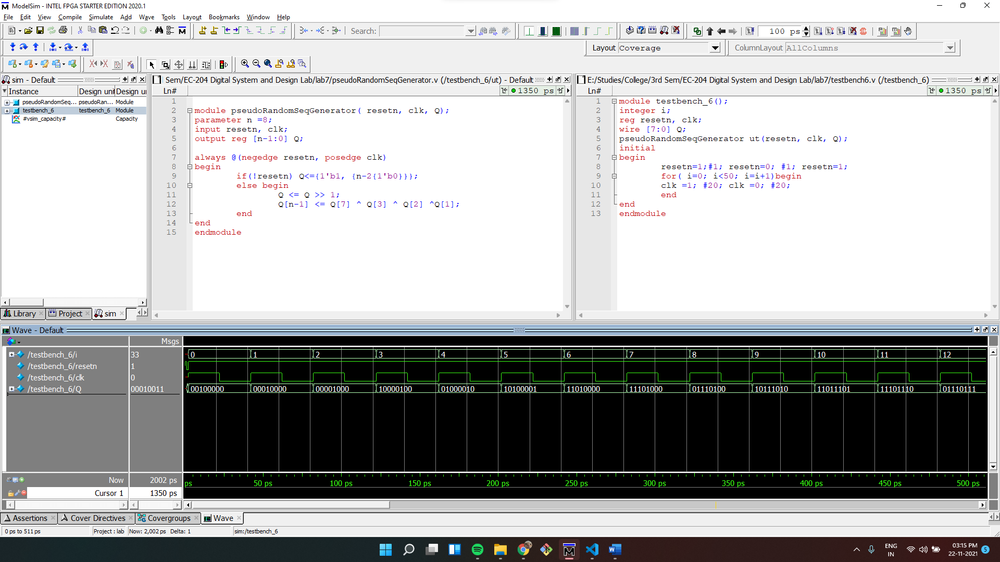 ModelSim - INTEL FPGA STARTER EDITION 2020.1
File Edit View Compile Simulate Add Wave Tools Layout Bookmarks Window Help
Search:
100 ps
Layout Coverage
ColumnLayout AllColumns
sim - Default
Instance Design unit Design u
pseudoRandomSeq... pseudoRan... Module
testbench_6 testbench_6 Module
#vsim_capacity# Capacity
Library Project sim
Sem/EC-204 Digital System and Design Lab/lab7/pseudoRandomSeqGenerator.v (/testbench_6/ut) - Default
Ln# 1350 ps
1
2 module pseudoRandomSeqGenerator( resetn, clk, Q);
3 parameter n =8;
4 input resetn, clk;
5 output reg [n-1:0] Q;
6
7 always @(negedge resetn, posedge clk)
8 begin
9 if(!resetn) Q<={1'b1, {n-2{1'b0}}};
10 else begin
11 Q <= Q >> 1;
12 Q[n-1] <= Q[7] ^ Q[3] ^ Q[2] ^Q[1];
13 end
14 end
15 endmodule
E:/Studies/College/3rd Sem/EC-204 Digital System and Design Lab/lab7/testbench6.v (/testbench_6)
Ln# 1350 ps
1 module testbench_6();
2 integer i;
3 reg resetn, clk;
4 wire [7:0] Q;
5 pseudoRandomSeqGenerator ut(resetn, clk, Q);
6 initial
7 begin
8 resetn=1;#1; resetn=0; #1; resetn=1;
9 for( i=0; i<50; i=i+1)begin
10 clk =1; #20; clk =0; #20;
11 end
12 end
13 endmodule
Wave - Default
Msgs
/testbench_6/i 33 0 1 2 3 4 5 6 7 8 9 10 11 12
/testbench_6/resetn 1
/testbench_6/clk 0
/testbench_6/Q 00010011 00100000 00010000 00001000 10000100 01000010 10100001 11010000 11101000 01110100 10111010 11011101 11101110 01110111
Now 2002 ps ps 50 ps 100 ps 150 ps 200 ps 250 ps 300 ps 350 ps 400 ps 450 ps 500 ps
Cursor 1 1350 ps
Assertions Cover Directives Covergroups Wave
0 ps to 511 ps Project : lab Now: 2,002 ps Delta: 1 sim:/testbench_6
ENG
IN
03:15 PM
22-11-2021
5